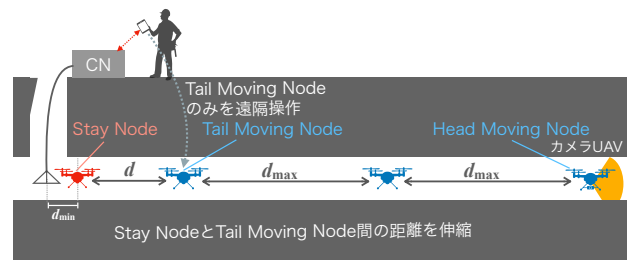 CN
Tail Moving Node
のみを遠隔操作
Stay Node
Tail Moving Node
Head Moving Node
カメラUAV
d
dmax
dmax
dmin
Stay NodeとTail Moving Node間の距離を伸縮